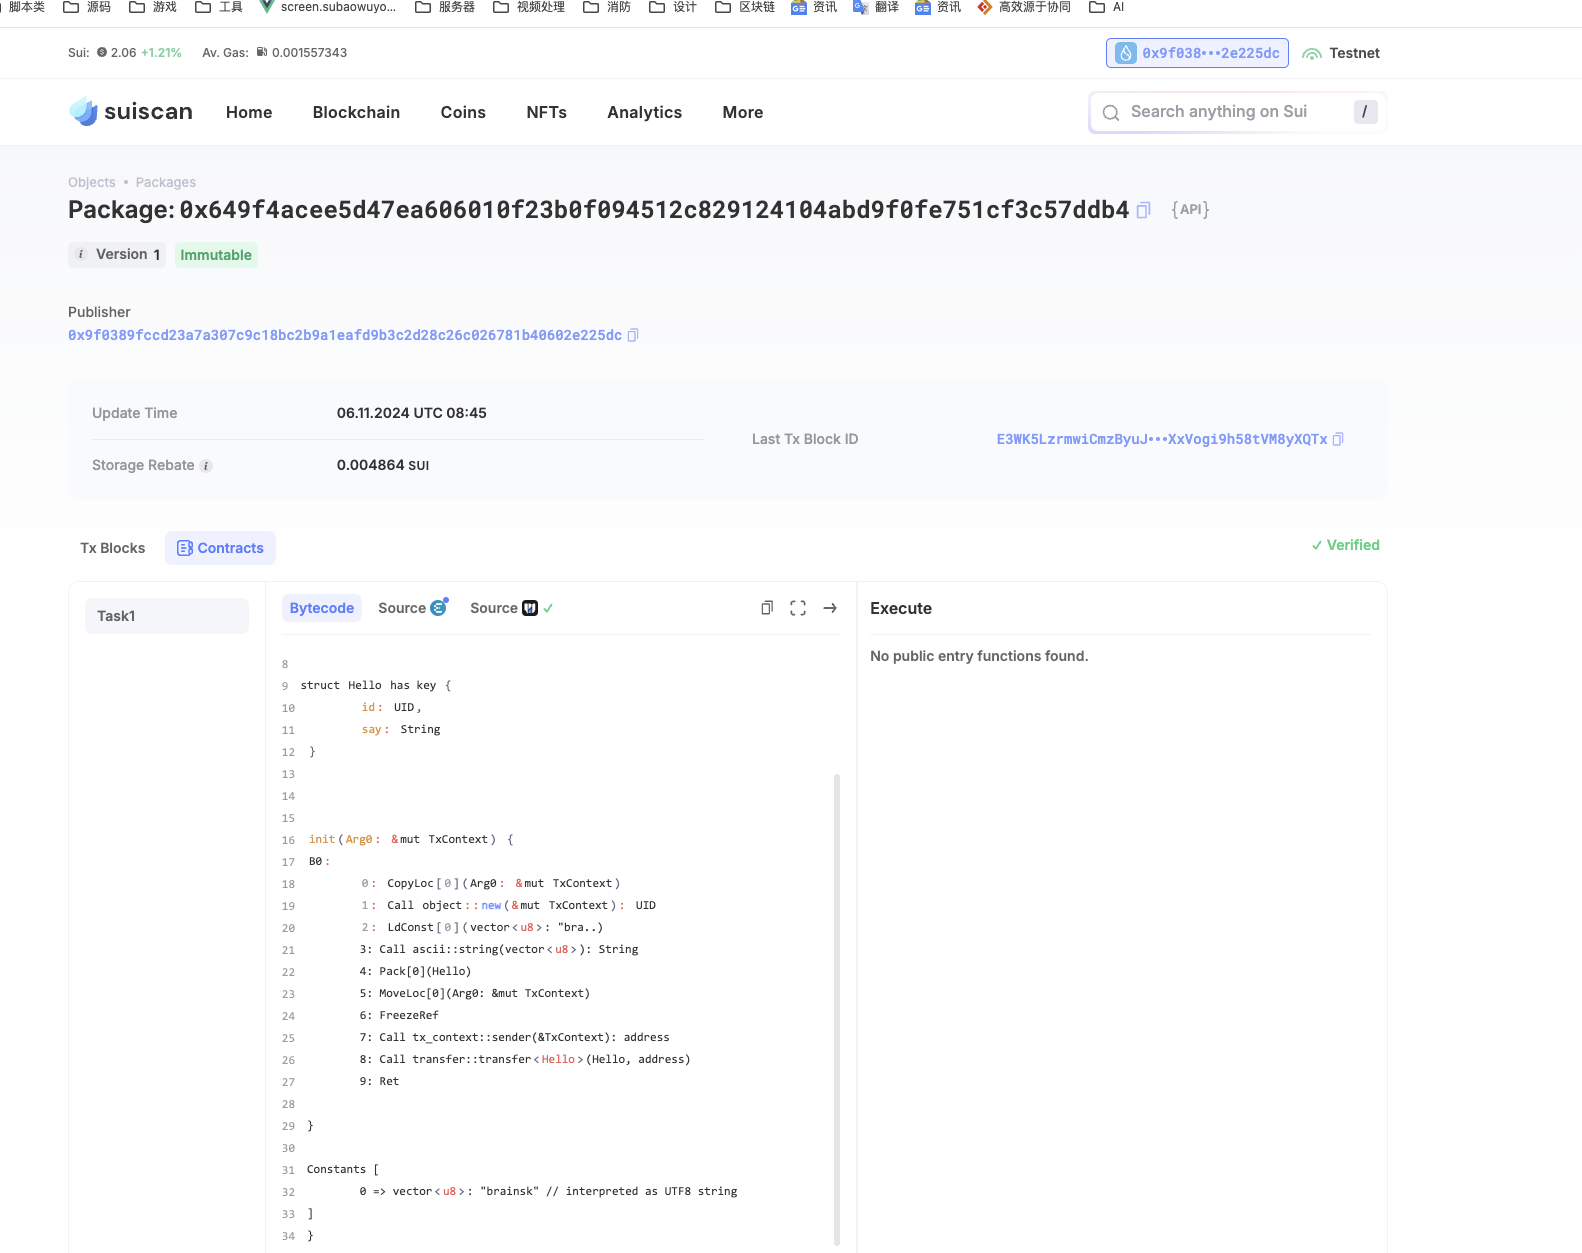 脚本类 源码 游戏 工具 screen.subaowuyo... 服务器 视频处理 消防 设计 区块链 资讯 翻译 资讯 高效源于协同 AI
Sui: 2.06 +1.21% Av. Gas: 0.001557343 0x9f038•••2e225dc Testnet
suiscan Home Blockchain Coins NFTs Analytics More Search anything on Sui /
Objects • Packages
Package: 0x649f4acee5d47ea606010f23b0f094512c829124104abd9f0fe751cf3c57ddb4 {API}
i Version 1 Immutable
Publisher
0x9f0389fccd23a7a307c9c18bc2b9a1eafd9b3c2d28c26c026781b40602e225dc
Update Time 06.11.2024 UTC 08:45
Last Tx Block ID E3WK5LzrmwiCmzByuJ•••XxVogi9h58tVM8yXQTx
Storage Rebate i 0.004864 SUI
Tx Blocks Contracts ✓ Verified
Task1 Bytecode Source Source ✓ Execute
No public entry functions found.
8
9 struct Hello has key {
10 id: UID,
11 say: String
12 }
13
14
15
16 init(Arg0: &mut TxContext) {
17 B0:
18 0: CopyLoc[0](Arg0: &mut TxContext)
19 1: Call object::new(&mut TxContext): UID
20 2: LdConst[0](vector<u8>: "bra..)
21 3: Call ascii::string(vector<u8>): String
22 4: Pack[0](Hello)
23 5: MoveLoc[0](Arg0: &mut TxContext)
24 6: FreezeRef
25 7: Call tx_context::sender(&TxContext): address
26 8: Call transfer::transfer<Hello>(Hello, address)
27 9: Ret
28
29 }
30
31 Constants [
32 0 => vector<u8>: "brainsk" // interpreted as UTF8 string
33 ]
34 }